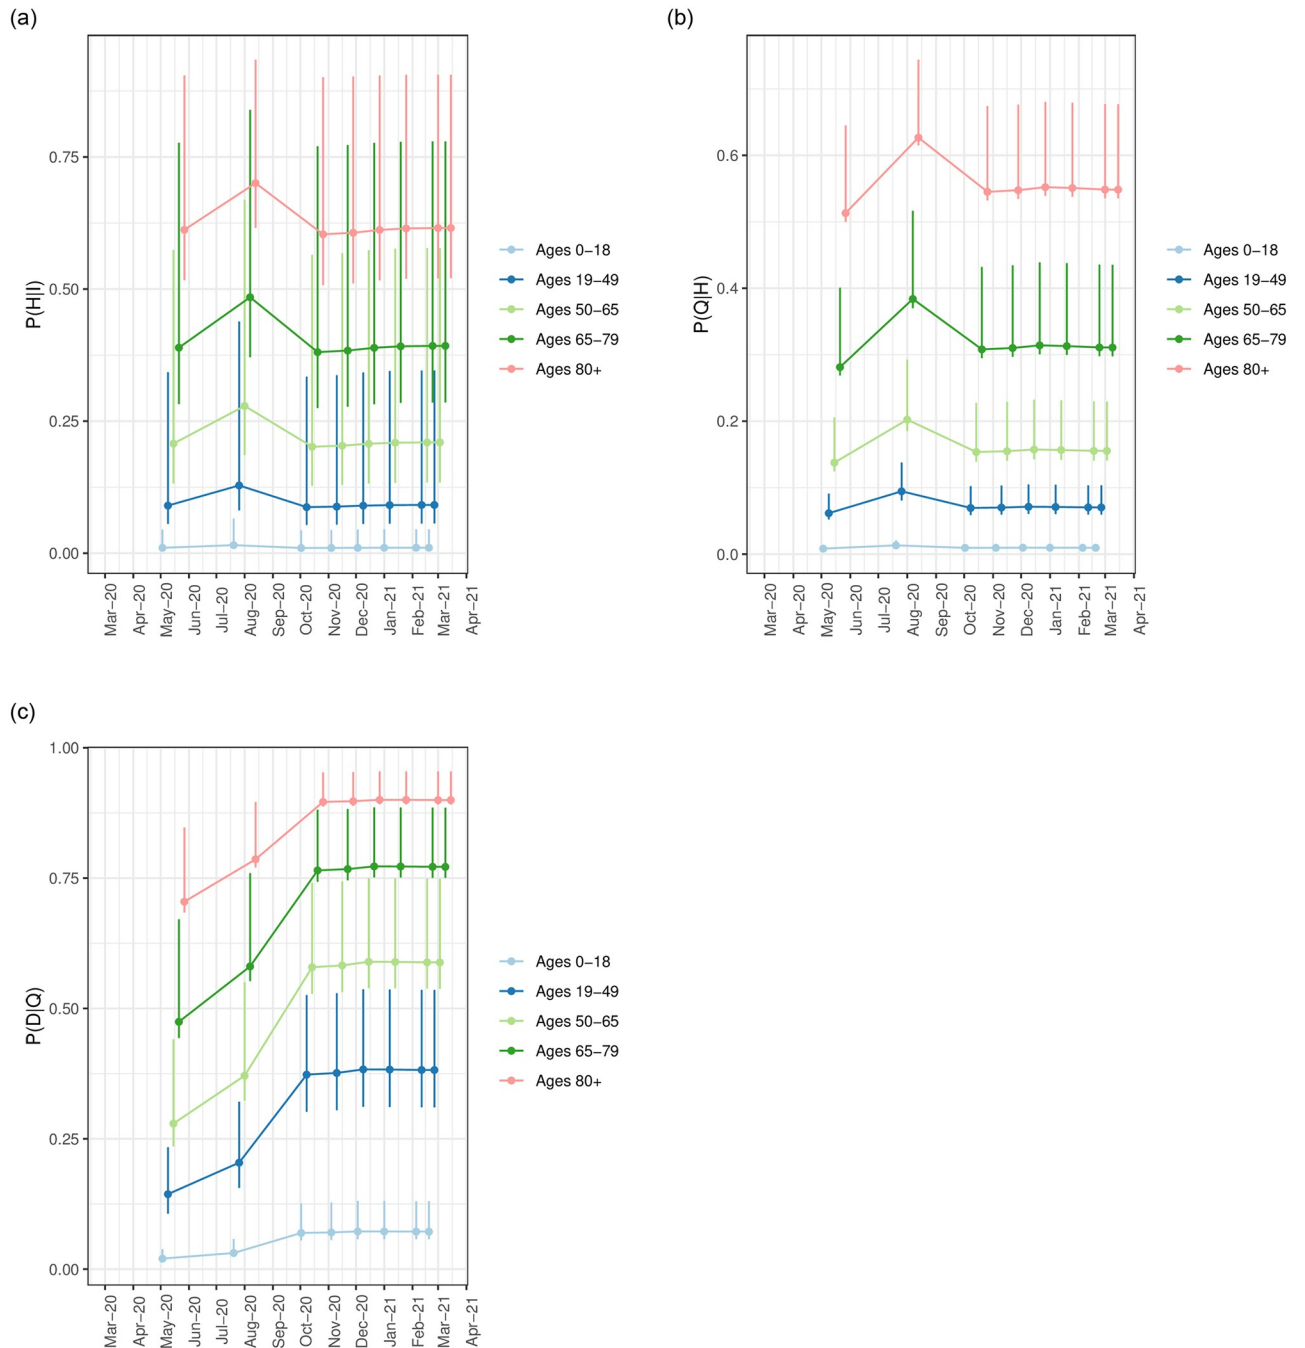 (a)
P(H|I)
0.75
0.50
0.25
0.00
Mar−20
Apr−20
May−20
Jun−20
Jul−20
Aug−20
Sep−20
Oct−20
Nov−20
Dec−20
Jan−21
Feb−21
Mar−21
Apr−21
Ages 0−18
Ages 19−49
Ages 50−65
Ages 65−79
Ages 80+
(b)
P(Q|H)
0.6
0.4
0.2
0.0
Mar−20
Apr−20
May−20
Jun−20
Jul−20
Aug−20
Sep−20
Oct−20
Nov−20
Dec−20
Jan−21
Feb−21
Mar−21
Apr−21
Ages 0−18
Ages 19−49
Ages 50−65
Ages 65−79
Ages 80+
(c)
P(D|Q)
1.00
0.75
0.50
0.25
0.00
Mar−20
Apr−20
May−20
Jun−20
Jul−20
Aug−20
Sep−20
Oct−20
Nov−20
Dec−20
Jan−21
Feb−21
Mar−21
Apr−21
Ages 0−18
Ages 19−49
Ages 50−65
Ages 65−79
Ages 80+